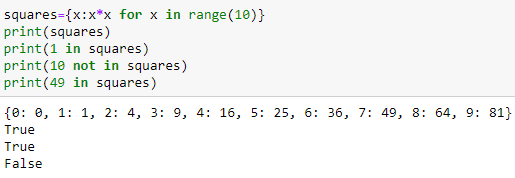 squares={x:x*x for x in range(10)}
print(squares)
print(1 in squares)
print(10 not in squares)
print(49 in squares)
{0: 0, 1: 1, 2: 4, 3: 9, 4: 16, 5: 25, 6: 36, 7: 49, 8: 64, 9: 81}
True
True
False